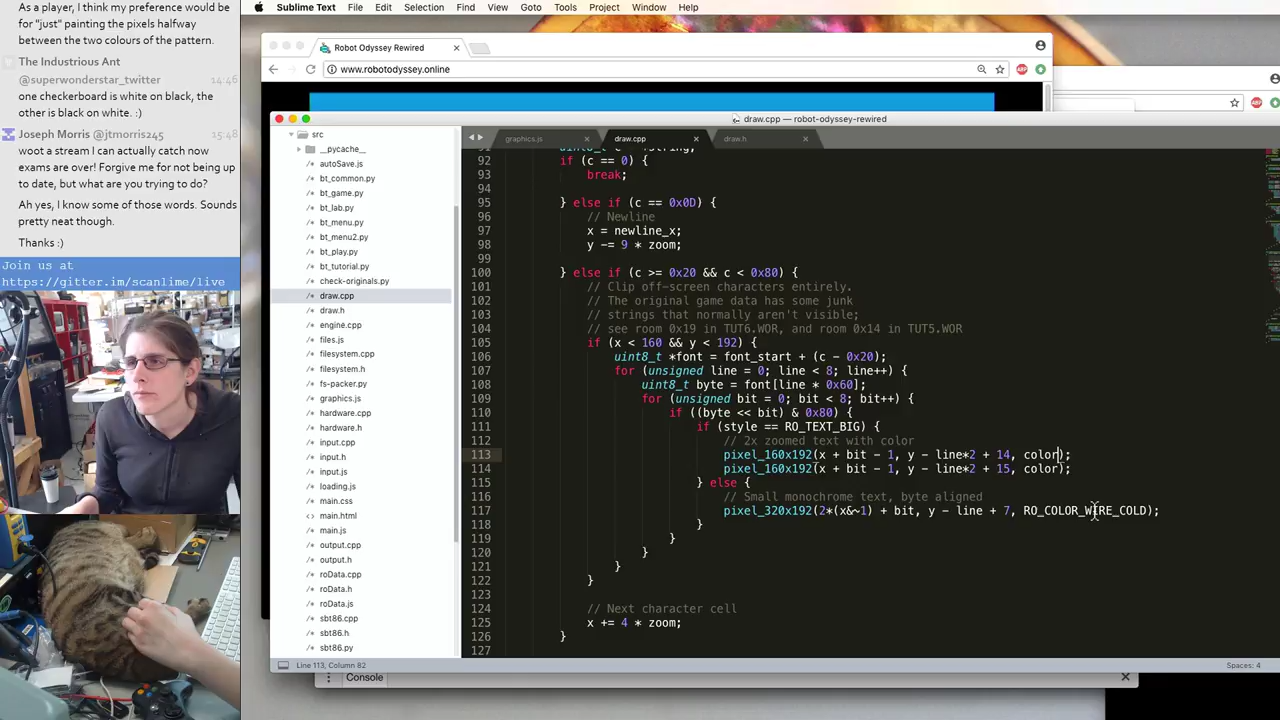 As a player, I think my preference would be
for "just" painting the pixels halfway
between the two colours of the pattern.
The Industrious Ant
@superwonderstar_twitter 14:46
one checkerboard is white on black, the
other is black on white. :)
Joseph Morris @jtmorris245 15:48
wooo stream I can actually catch now
exams are over! Forgive me for not being up
to date, but what are you trying to do?
Ah yes, I know some of those words. Sounds
pretty neat though.
Thanks :)
Join us at
https://gitter.im/scanlime/live
Sublime Text File Edit Selection Find View Goto Tools Project Window Help
Robot Odyssey Rewired
www.robotodyssey.online
draw.cpp — robot-odyssey-rewired
src
__pycache__
autoSave.js
bt_common.py
bt_game.py
bt_lab.py
bt_menu.py
bt_menu2.py
bt_play.py
bt_tutorial.py
check-originals.py
draw.cpp
draw.h
engine.cpp
files.js
filesystem.cpp
filesystem.h
fs-packer.py
graphics.js
hardware.cpp
hardware.h
input.cpp
input.h
input.js
loading.js
main.css
main.html
main.js
output.cpp
output.h
roData.cpp
roData.h
roData.js
sbt86.cpp
sbt86.h
sbt86.py
graphics.js draw.cpp draw.h
92 if (c == 0) {
93 break;
94
95 } else if (c == 0x0D) {
96 // Newline
97 x = newline_x;
98 y -= 9 * zoom;
99
100 } else if (c >= 0x20 && c < 0x80) {
101 // Clip off-screen characters entirely.
102 // The original game data has some junk
103 // strings that normally aren't visible;
104 // see room 0x19 in TUT6.WOR, and room 0x14 in TUT5.WOR
105 if (x < 160 && y < 192) {
106 uint8_t *font = font_start + (c - 0x20);
107 for (unsigned line = 0; line < 8; line++) {
108 uint8_t byte = font[line * 0x60];
109 for (unsigned bit = 0; bit < 8; bit++) {
110 if ((byte << bit) & 0x80) {
111 if (style == RO_TEXT_BIG) {
112 // 2x zoomed text with color
113 pixel_160x192(x + bit - 1, y - line*2 + 14, color);
114 pixel_160x192(x + bit - 1, y - line*2 + 15, color);
115 } else {
116 // Small monochrome text, byte aligned
117 pixel_320x192(2*(x&~1) + bit, y - line + 7, RO_COLOR_WIRE_COLD);
118 }
119 }
120 }
121 }
122 }
123
124 // Next character cell
125 x += 4 * zoom;
126 }
127
Line 113, Column 82 Spaces: 4
Console